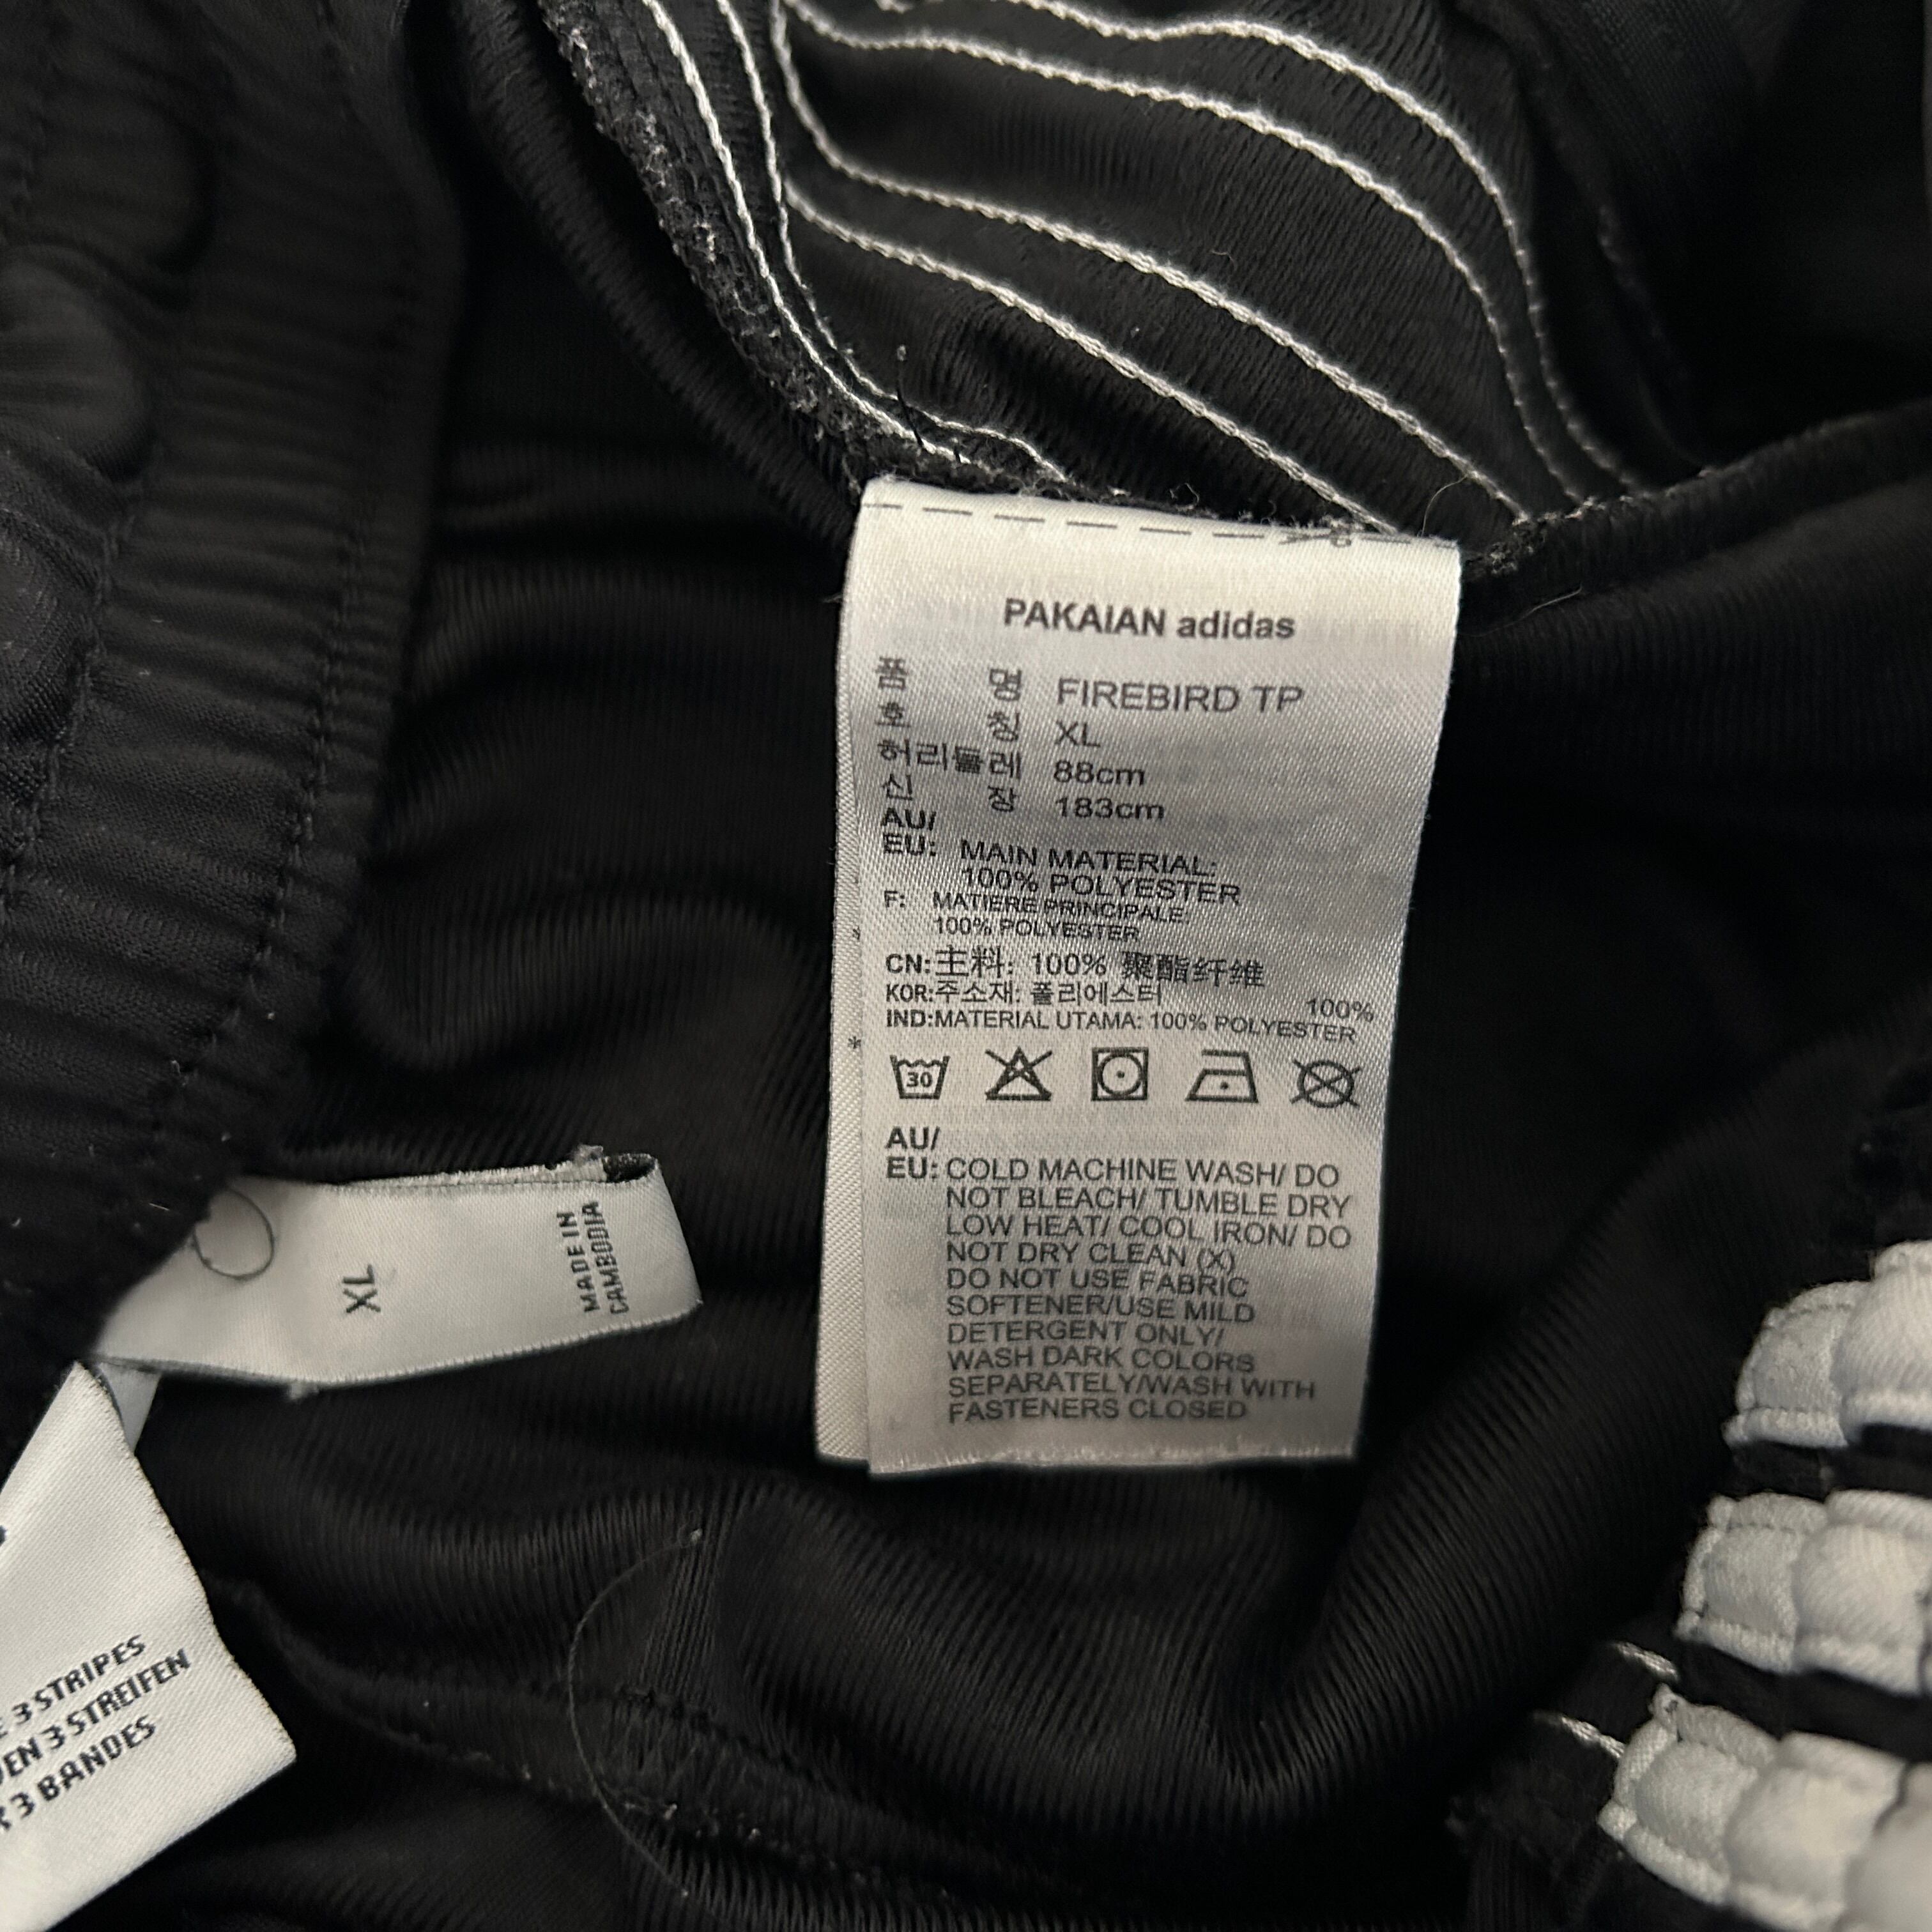 PAKAIAN adidas
품 명 FIREBIRD TP
호 칭 XL
허리둘레 88cm
신 장 183cm
AU/
EU: MAIN MATERIAL:
100% POLYESTER
F: MATIERE PRINCIPALE:
100% POLYESTER
CN:主料: 100% 聚酯纤维
KOR:주소재: 폴리에스터 100%
IND:MATERIAL UTAMA: 100% POLYESTER
30
AU/
EU: COLD MACHINE WASH/ DO
NOT BLEACH/ TUMBLE DRY
LOW HEAT/ COOL IRON/ DO
NOT DRY CLEAN (X)
DO NOT USE FABRIC
SOFTENER/USE MILD
DETERGENT ONLY/
WASH DARK COLORS
SEPARATELY/WASH WITH
FASTENERS CLOSED
XL
MADE IN
CAMBODIA
3 STRIPES
3 STREIFEN
3 BANDES